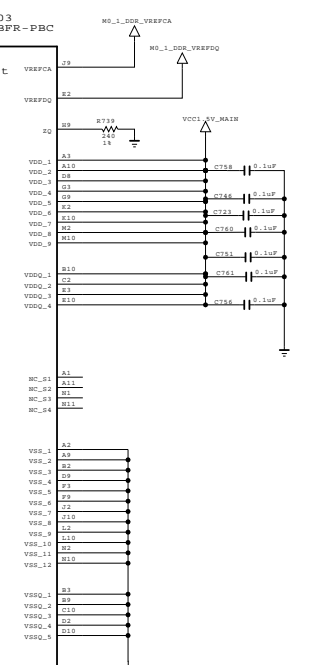 03
BFR-PBC
M0_1_DDR_VREFCA
M0_1_DDR_VREFDQ
t
VREFCA J9
VREFDQ E2
ZQ H9
R739
240
1%
VCC1.5V_MAIN
VDD_1 A3
VDD_2 A10
VDD_3 D8
VDD_4 G3
VDD_5 G9
VDD_6 K2
VDD_7 K10
VDD_8 M2
VDD_9 M10
C758 0.1uF
C746 0.1uF
C723 0.1uF
C760 0.1uF
C751 0.1uF
C761 0.1uF
C756 0.1uF
VDDQ_1 B10
VDDQ_2 C2
VDDQ_3 E3
VDDQ_4 E10
NC_S1 A1
NC_S2 A11
NC_S3 N1
NC_S4 N11
VSS_1 A2
VSS_2 A9
VSS_3 B2
VSS_4 D9
VSS_5 F3
VSS_6 F9
VSS_7 J2
VSS_8 J10
VSS_9 L2
VSS_10 L10
VSS_11 N2
VSS_12 N10
VSSQ_1 B3
VSSQ_2 B9
VSSQ_3 C10
VSSQ_4 D2
VSSQ_5 D10